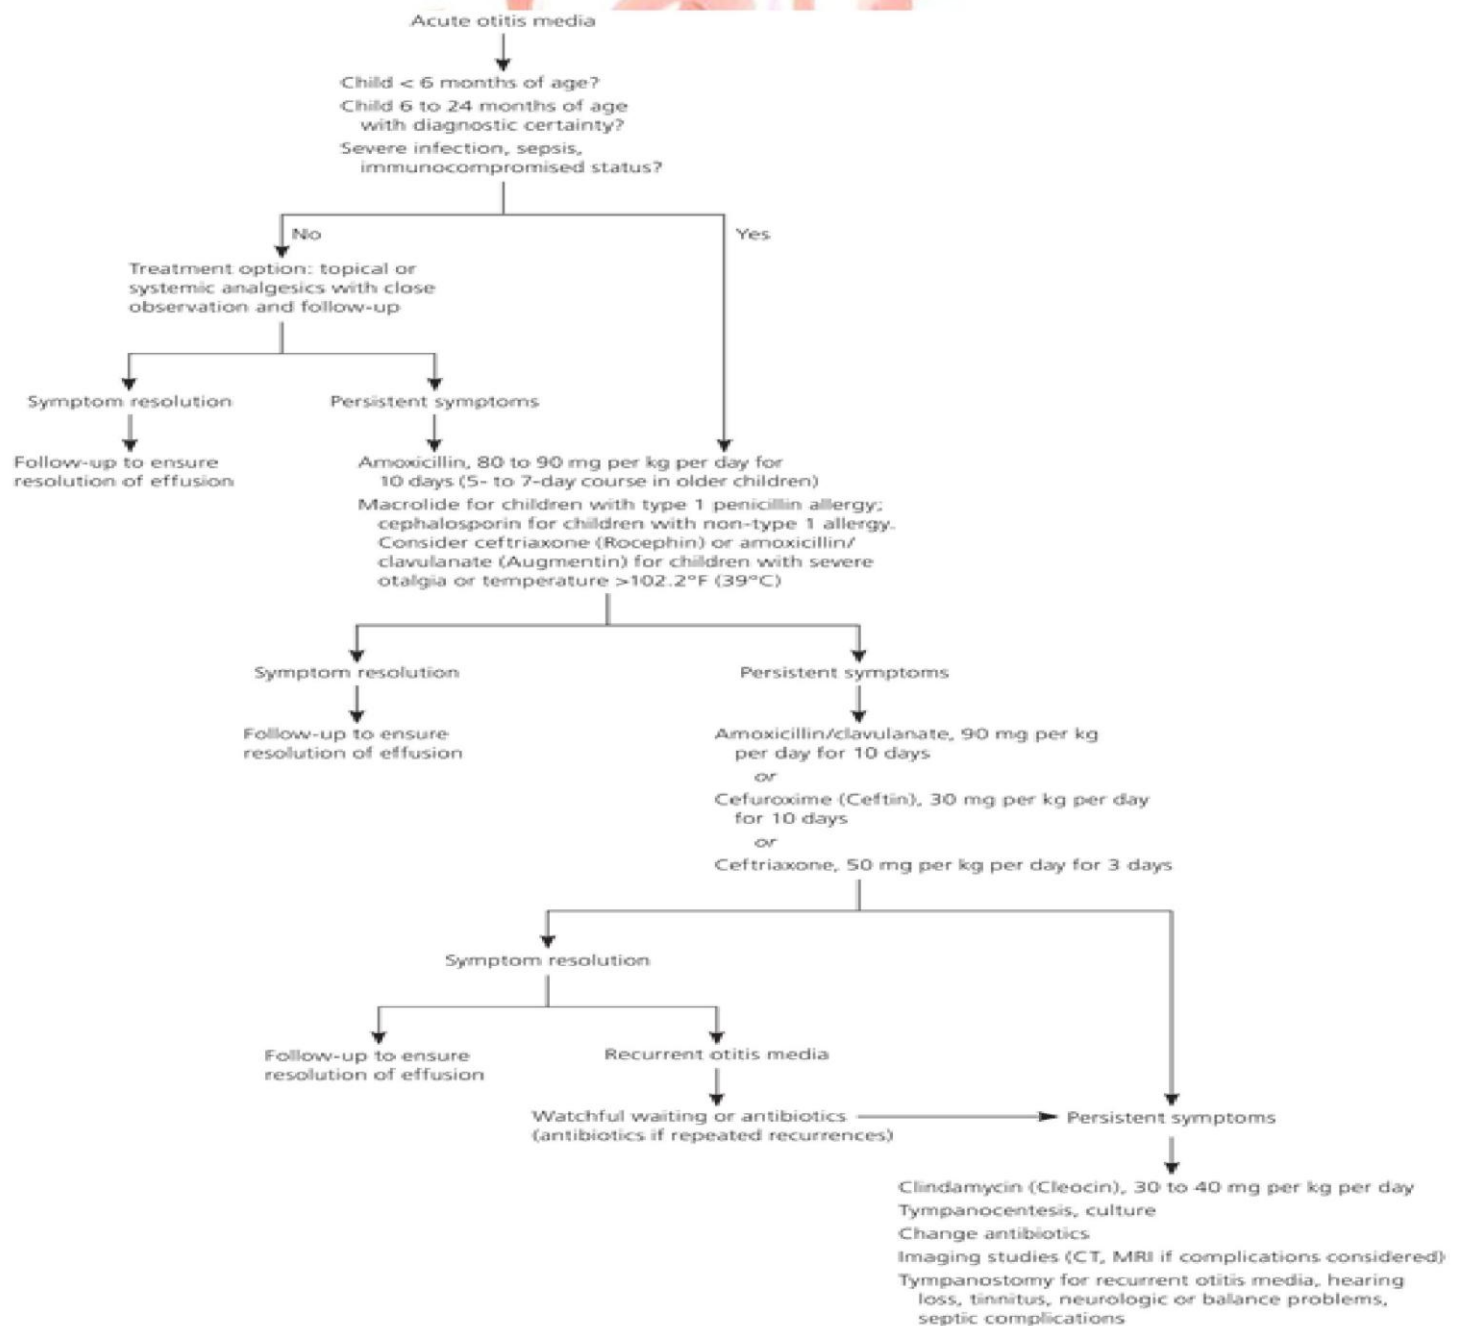 Acute otitis media
Child < 6 months of age?
Child 6 to 24 months of age
with diagnostic certainty?
Severe infection, sepsis,
immunocompromised status?
No
Yes
Treatment option: topical or
systemic analgesics with close
observation and follow-up
Symptom resolution
Persistent symptoms
Follow-up to ensure
resolution of effusion
Amoxicillin, 80 to 90 mg per kg per day for
10 days (5- to 7-day course in older children)
Macrolide for children with type 1 penicillin allergy;
cephalosporin for children with non-type 1 allergy.
Consider ceftriaxone (Rocephin) or amoxicillin/
clavulanate (Augmentin) for children with severe
otalgia or temperature >102.2°F (39°C)
Symptom resolution
Persistent symptoms
Follow-up to ensure
resolution of effusion
Amoxicillin/clavulanate, 90 mg per kg
per day for 10 days
or
Cefuroxime (Ceftin), 30 mg per kg per day
for 10 days
or
Ceftriaxone, 50 mg per kg per day for 3 days
Symptom resolution
Follow-up to ensure
resolution of effusion
Recurrent otitis media
Watchful waiting or antibiotics
(antibiotics if repeated recurrences)
Persistent symptoms
Clindamycin (Cleocin), 30 to 40 mg per kg per day
Tympanocentesis, culture
Change antibiotics
Imaging studies (CT, MRI if complications considered)
Tympanostomy for recurrent otitis media, hearing
loss, tinnitus, neurologic or balance problems,
septic complications